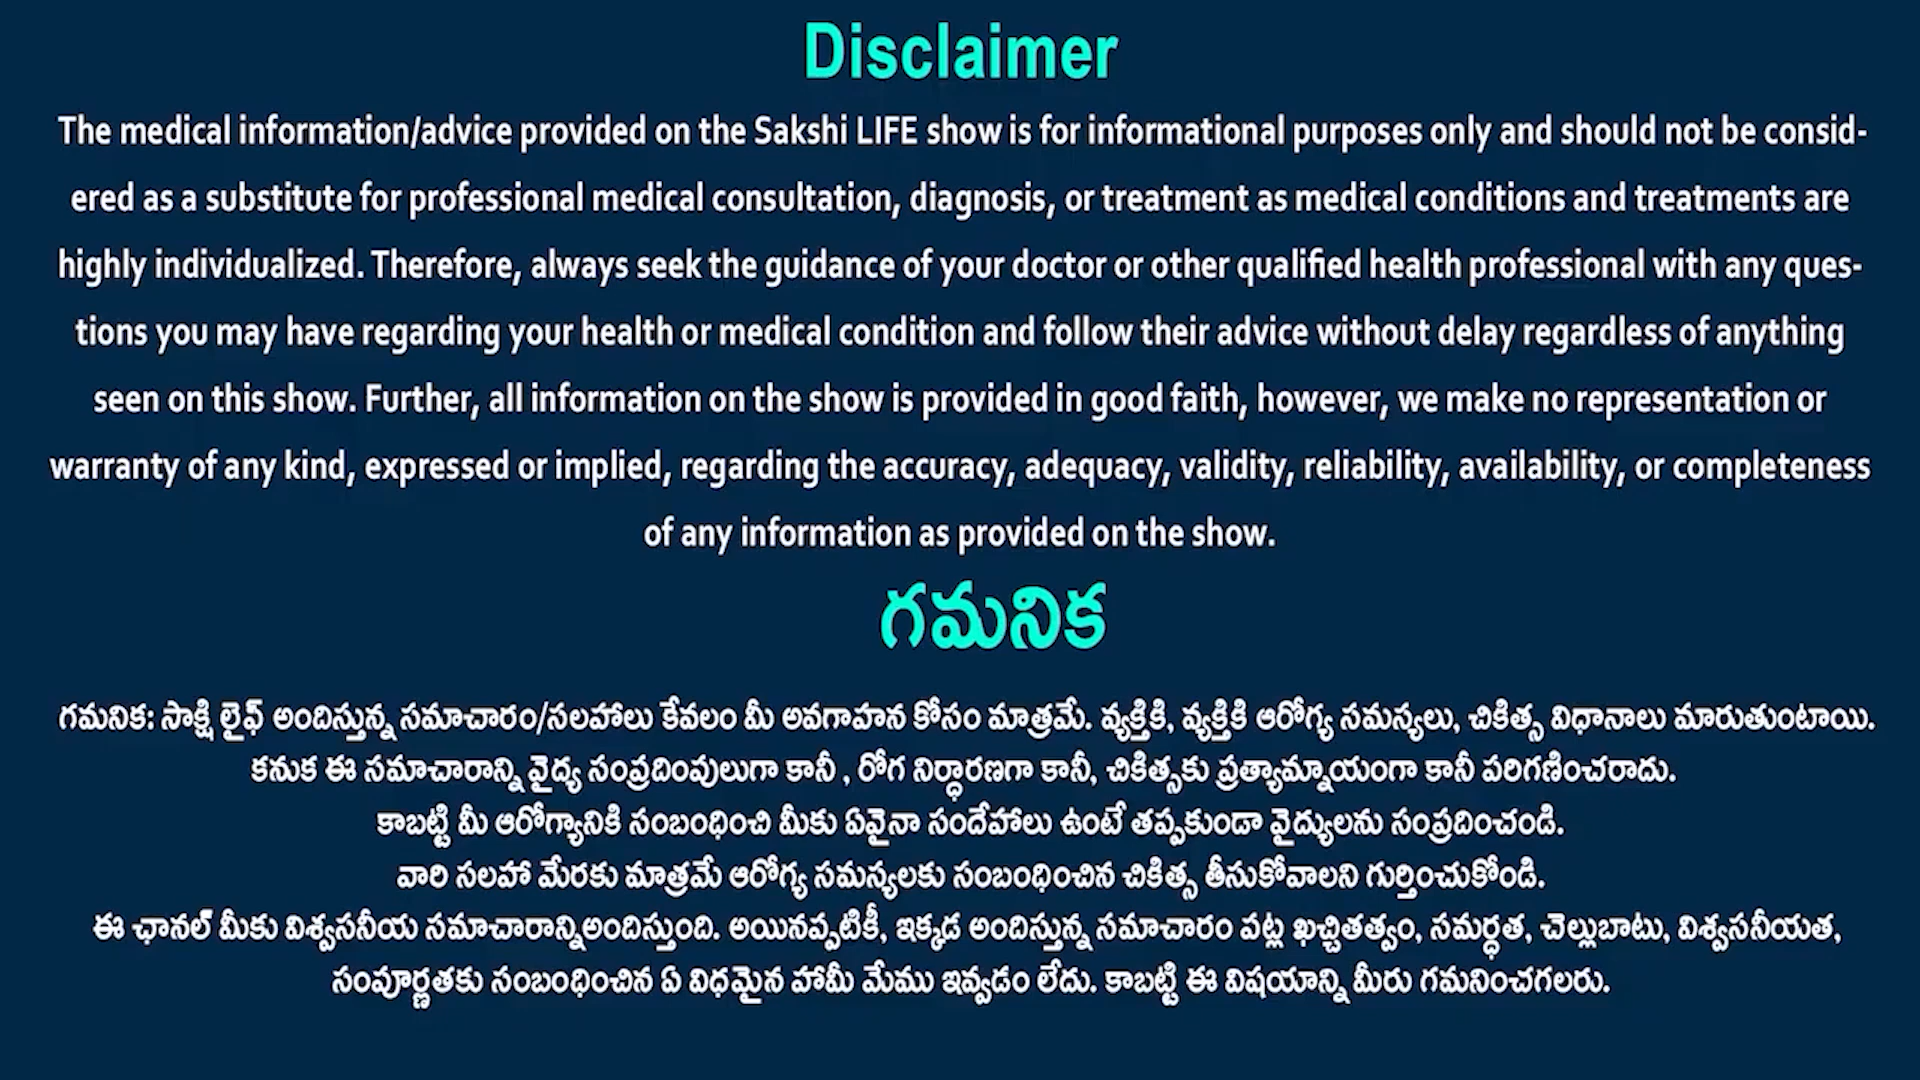 Disclaimer
The medical information/advice provided on the Sakshi LIFE show is for informational purposes only and should not be consid-
ered as a substitute for professional medical consultation, diagnosis, or treatment as medical conditions and treatments are
highly individualized. Therefore, always seek the guidance of your doctor or other qualified health professional with any ques-
tions you may have regarding your health or medical condition and follow their advice without delay regardless of anything
seen on this show. Further, all information on the show is provided in good faith, however, we make no representation or
warranty of any kind, expressed or implied, regarding the accuracy, adequacy, validity, reliability, availability, or completeness
of any information as provided on the show.
గమనిక
గమనిక: సాక్షి లైఫ్ అందిస్తున్న సమాచారం/సలహాలు కేవలం మీ అవగాహన కోసం మాత్రమే. వ్యక్తికి, వ్యక్తికి ఆరోగ్య సమస్యలు, చికిత్స విధానాలు మారుతుంటాయి.
కనుక ఈ సమాచారాన్ని వైద్య సంప్రదింపులుగా కానీ , రోగ నిర్ధారణగా కానీ, చికిత్సకు ప్రత్యామ్నాయంగా కానీ పరిగణించరాదు.
కాబట్టి మీ ఆరోగ్యానికి సంబంధించి మీకు ఏవైనా సందేహాలు ఉంటే తప్పకుండా వైద్యులను సంప్రదించండి.
వారి సలహా మేరకు మాత్రమే ఆరోగ్య సమస్యలకు సంబంధించిన చికిత్స తీసుకోవాలని గుర్తించుకోండి.
ఈ ఛానల్ మీకు విశ్వసనీయ సమాచారాన్నిఅందిస్తుంది. అయినప్పటికీ, ఇక్కడ అందిస్తున్న సమాచారం పట్ల ఖచ్చితత్వం, సమర్ధత, చెల్లుబాటు, విశ్వసనీయత,
సంపూర్ణతకు సంబంధించిన ఏ విధమైన హామీ మేము ఇవ్వడం లేదు. కాబట్టి ఈ విషయాన్ని మీరు గమనించగలరు.